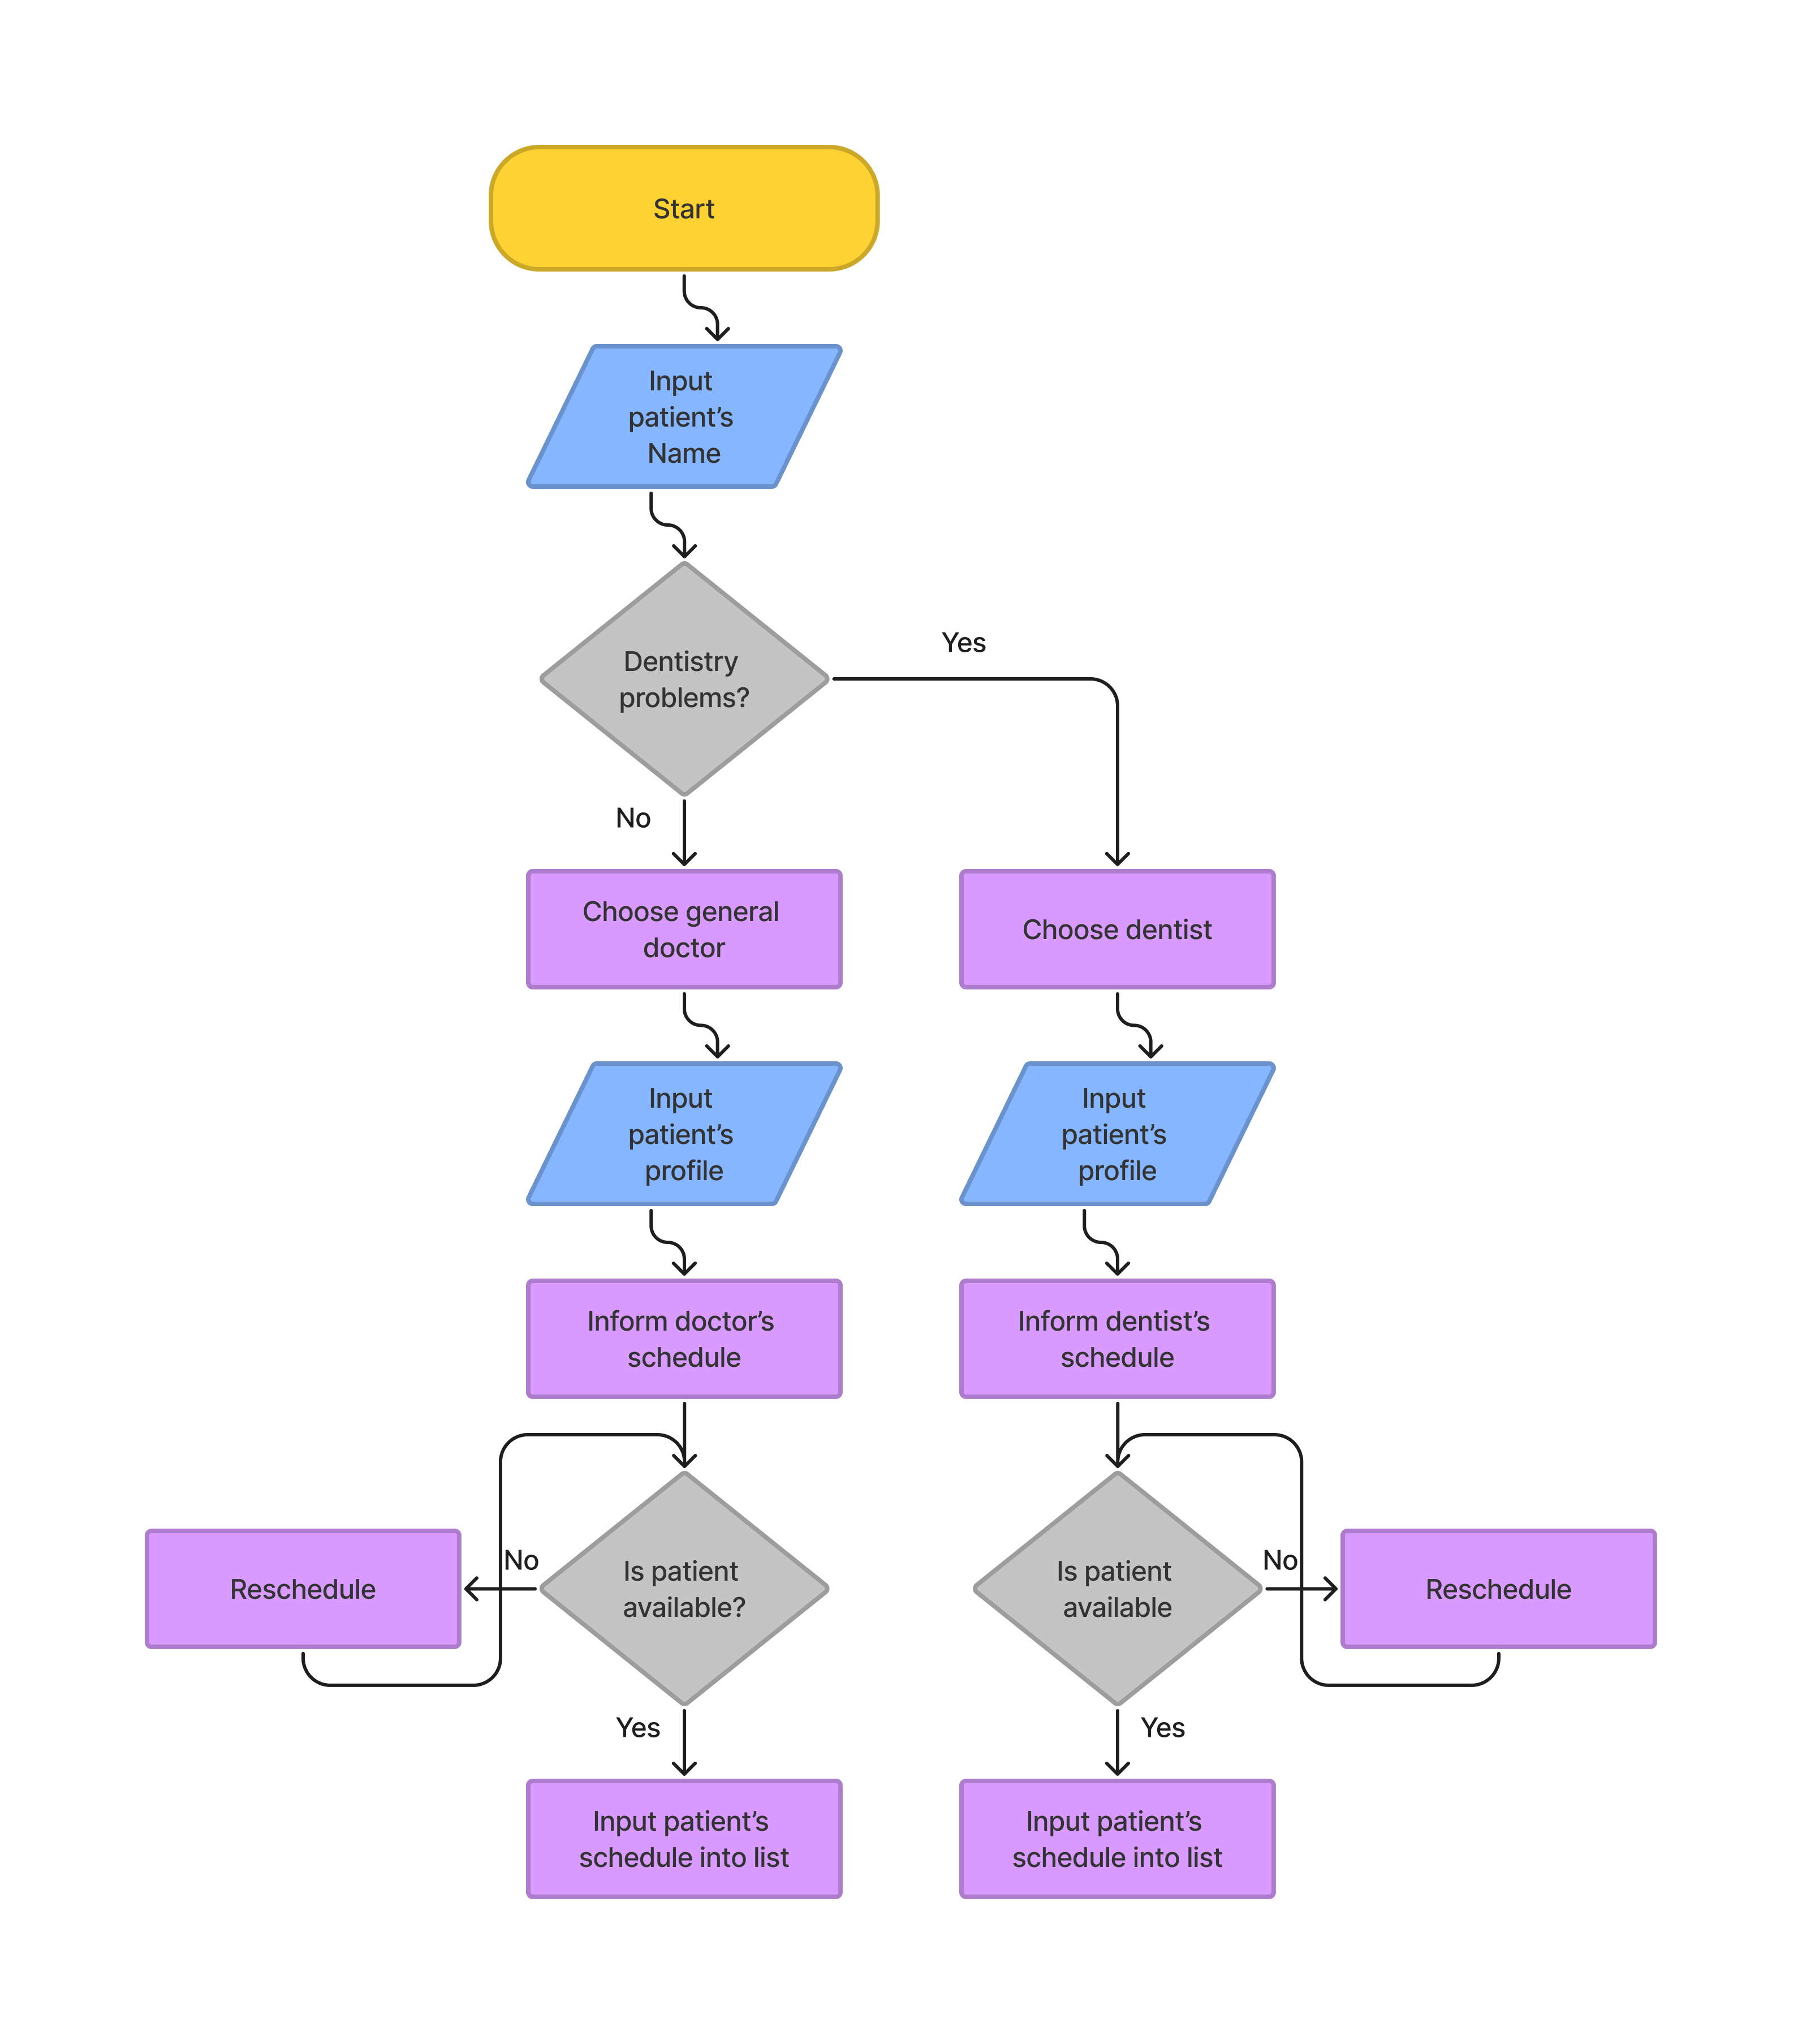 Start
Input
patient’s
Name
Dentistry
problems?
Yes
No
Choose general
doctor
Choose dentist
Input
patient’s
profile
Input
patient’s
profile
Inform doctor’s
schedule
Inform dentist’s
schedule
Reschedule
No
Is patient
available?
Is patient
available
No
Reschedule
Yes
Yes
Input patient’s
schedule into list
Input patient’s
schedule into list